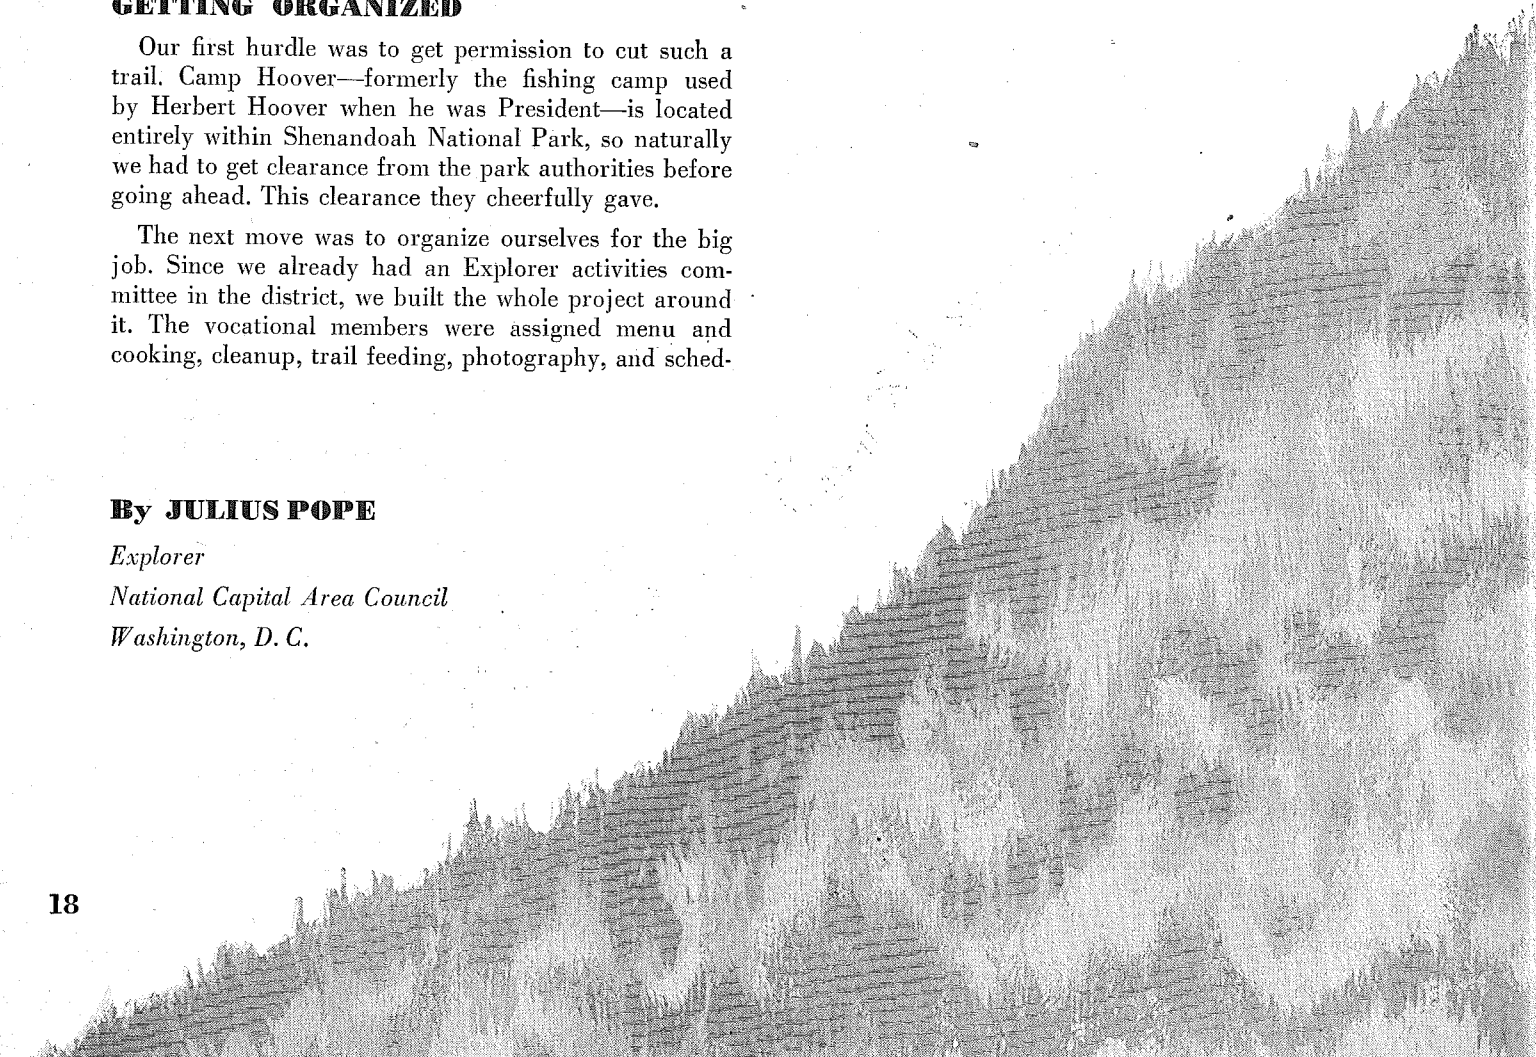 GETTING ORGANIZED
Our first hurdle was to get permission to cut such a
trail. Camp Hoover—formerly the fishing camp used
by Herbert Hoover when he was President—is located
entirely within Shenandoah National Park, so naturally
we had to get clearance from the park authorities before
going ahead. This clearance they cheerfully gave.
The next move was to organize ourselves for the big
job. Since we already had an Explorer activities com-
mittee in the district, we built the whole project around
it. The vocational members were assigned menu and
cooking, cleanup, trail feeding, photography, and sched-
By JULIUS POPE
Explorer
National Capital Area Council
Washington, D. C.
18